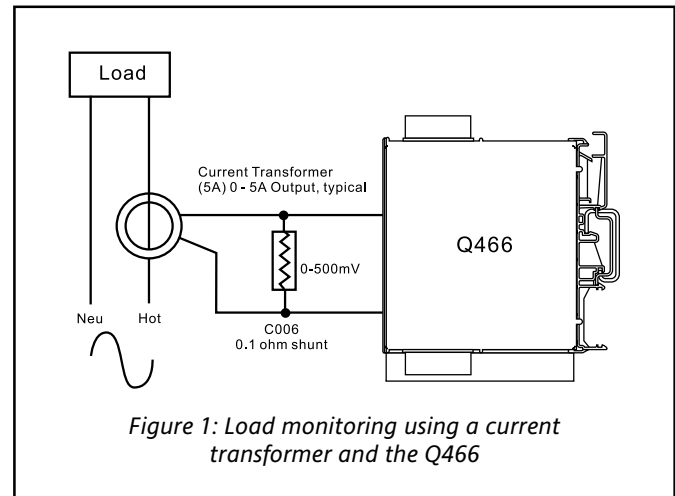 Load
Current Transformer
(5A) 0 - 5A Output, typical
Q466
0-500mV
Neu
Hot
C006
0.1 ohm shunt
Figure 1: Load monitoring using a current
transformer and the Q466